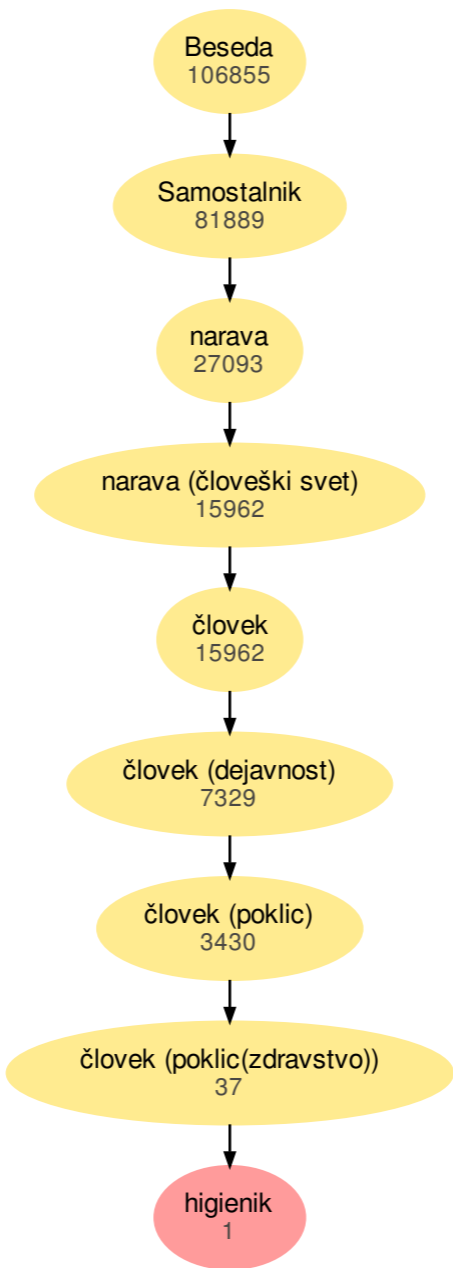 Beseda
106855
Samostalnik
81889
narava
27093
narava (človeški svet)
15962
človek
15962
človek (dejavnost)
7329
človek (poklic)
3430
človek (poklic(zdravstvo))
37
higienik
1